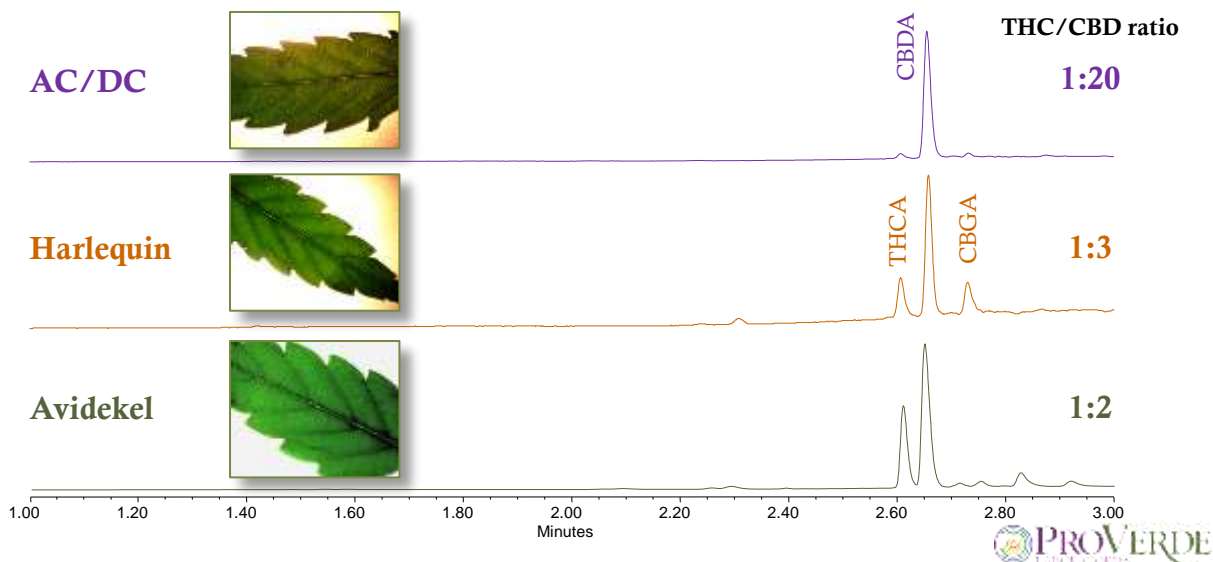 THC/CBD ratio
AC/DC
CBDA
1:20
Harlequin
THCA
CBGA
1:3
Avidekel
1:2
1.00 1.20 1.40 1.60 1.80 2.00 2.20 2.40 2.60 2.80 3.00
Minutes
PROVERDE